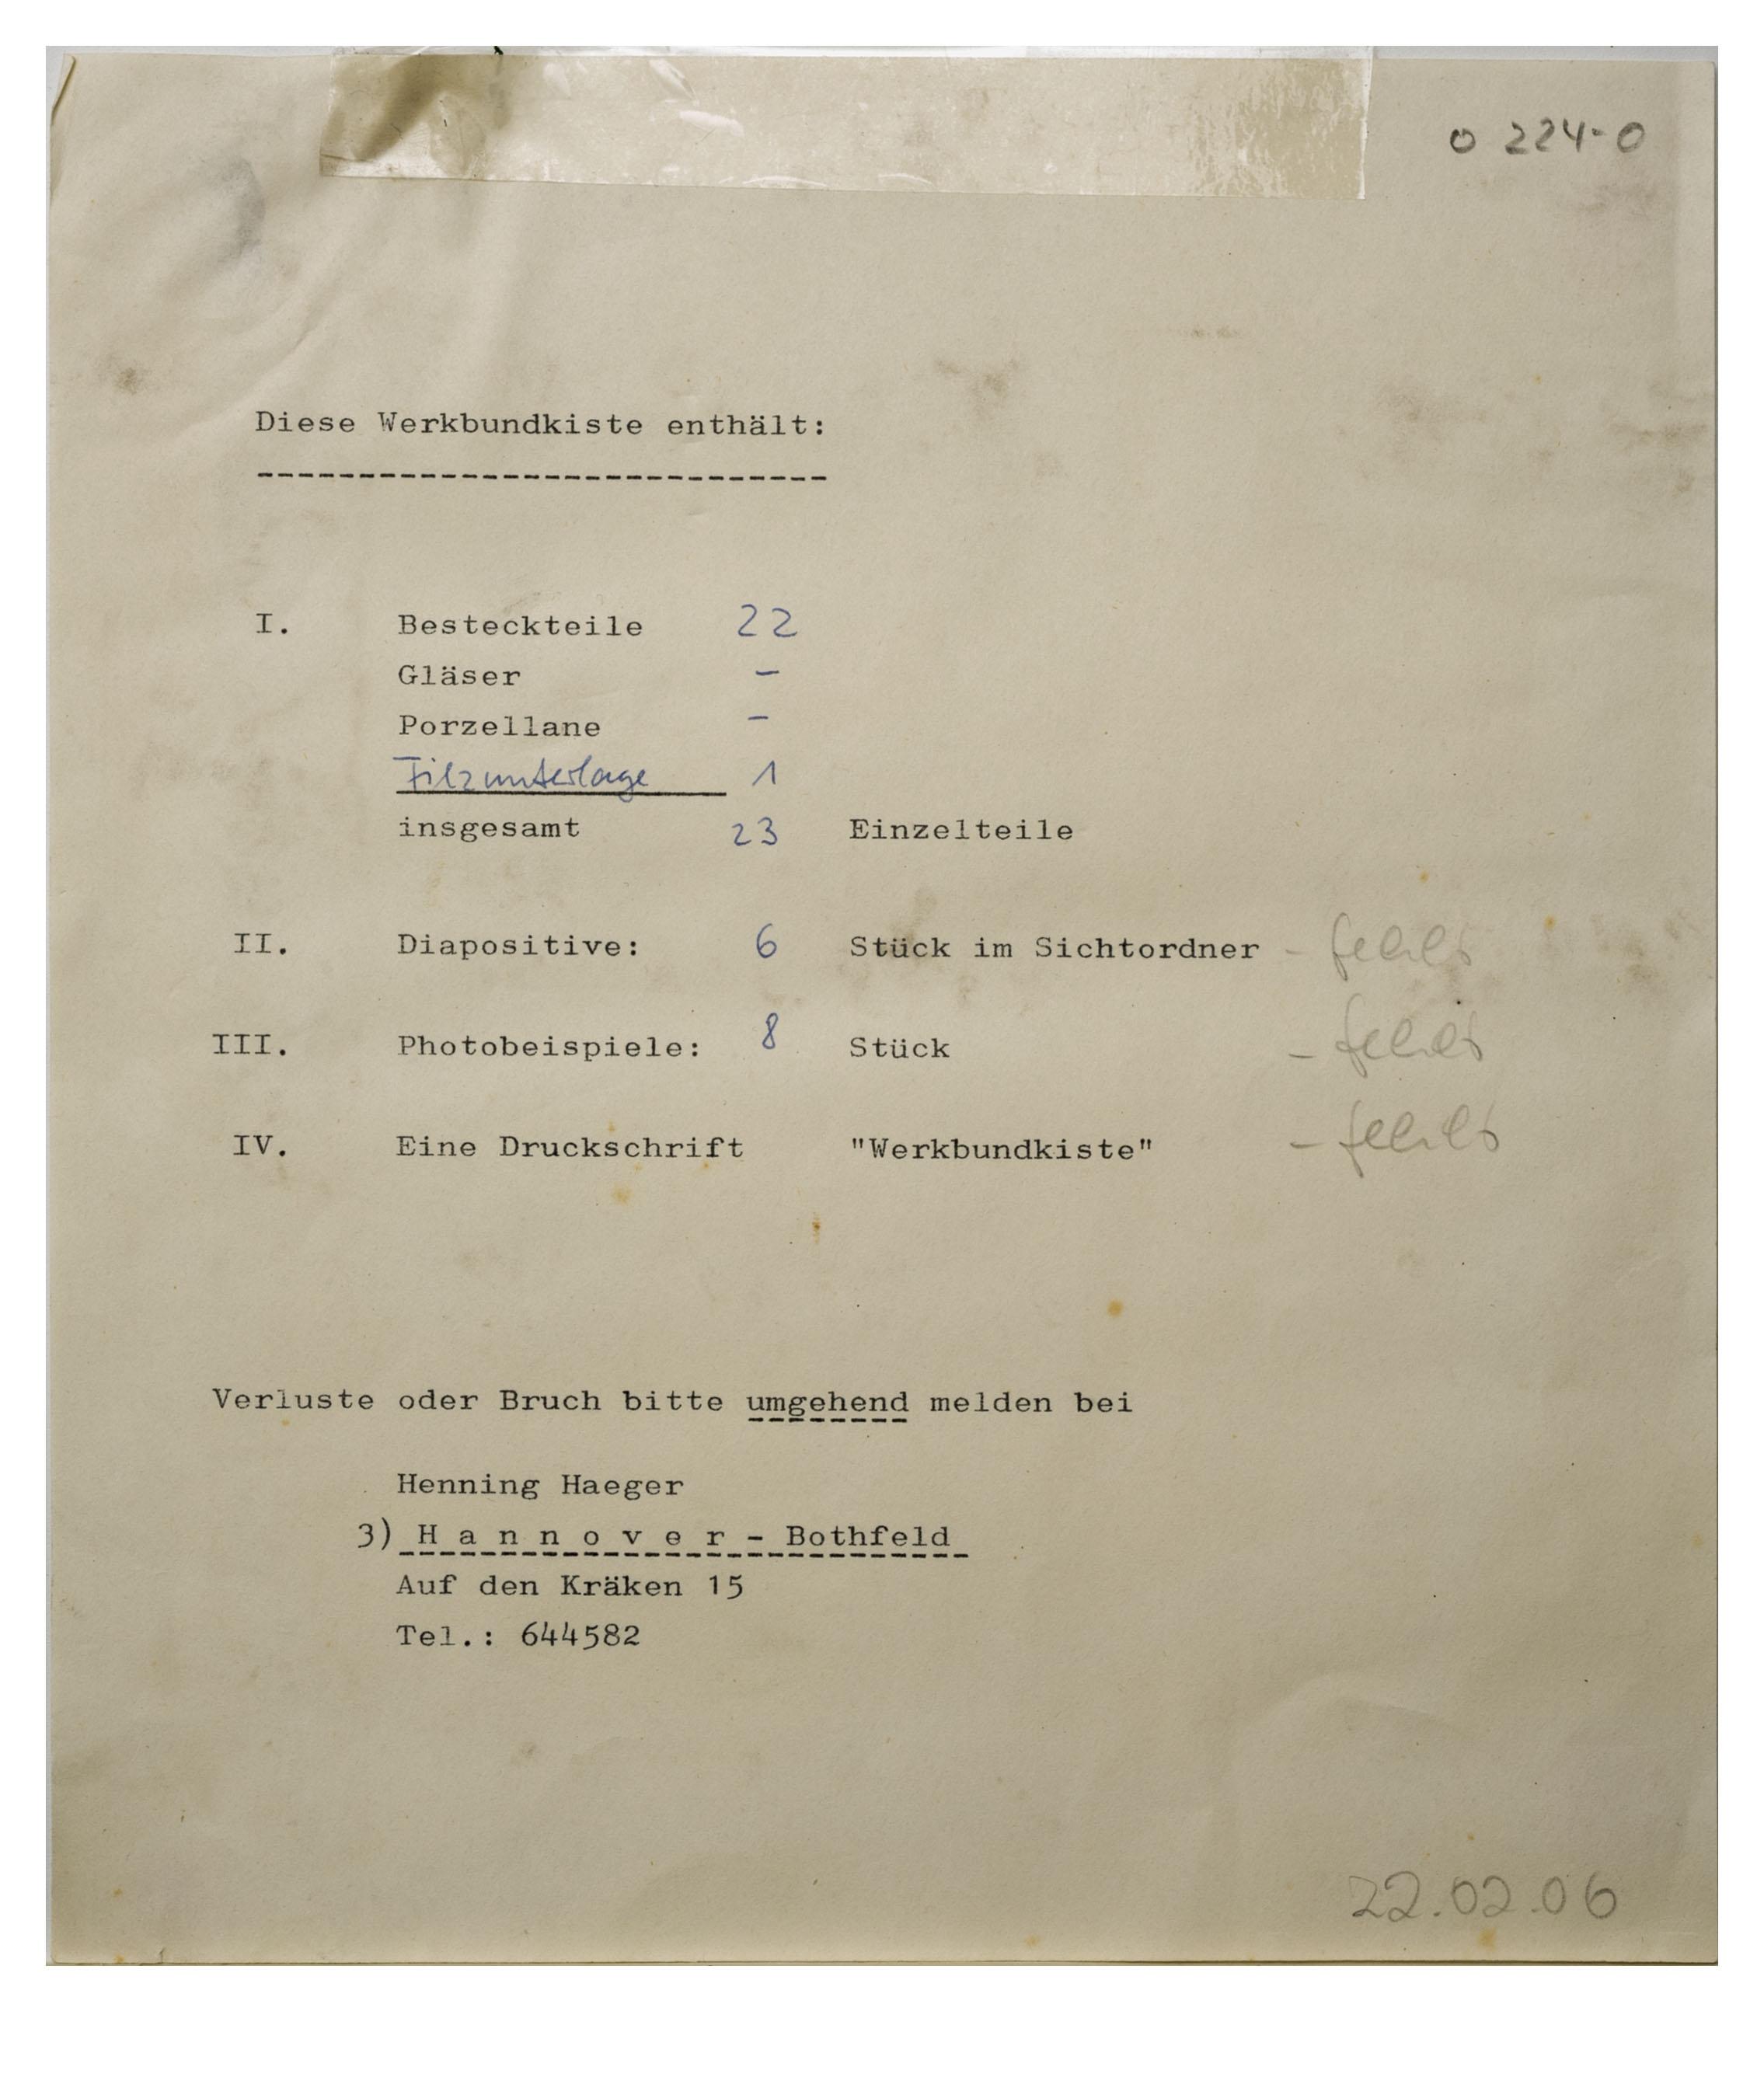 0 224-0
Diese Werkbundkiste enthält:
----------------------------
I. Besteckteile 22
Gläser –
Porzellane –
Filzunterlage 1
insgesamt 23 Einzelteile
II. Diapositive: 6 Stück im Sichtordner - fehlt
III. Photobeispiele: 8 Stück - fehlt
IV. Eine Druckschrift "Werkbundkiste" - fehlt
Verluste oder Bruch bitte umgehend melden bei
Henning Haeger
3) H a n n o v e r - Bothfeld
Auf den Kräken 15
Tel.: 644582
22.02.06